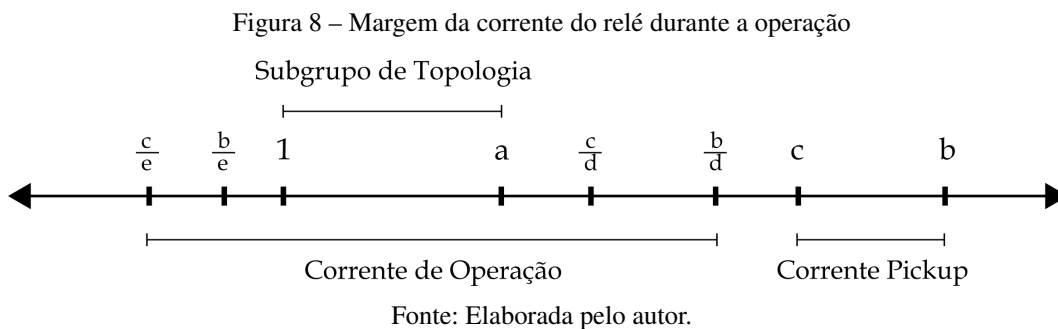 Figura 8 – Margem da corrente do relé durante a operação
Subgrupo de Topologia
c/e b/e 1 a c/d b/d c b
Corrente de Operação Corrente Pickup
Fonte: Elaborada pelo autor.